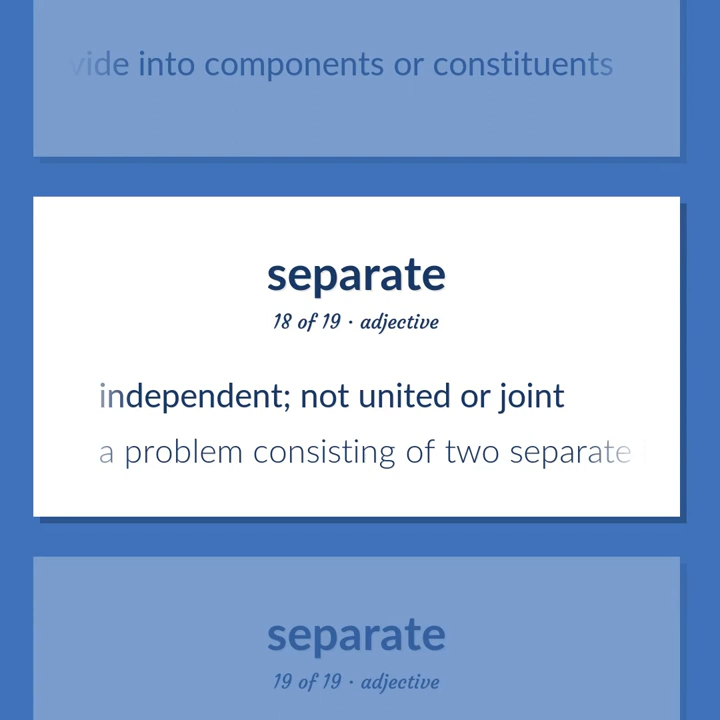 into components or constituents
separate
18 of 19 · adjective
independent; not united or joint
a problem consisting of two separate
separate
19 of 19 · adjective